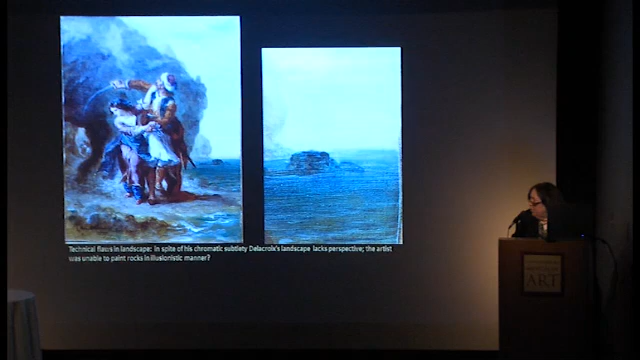 Technical flaws in landscape: in spite of his chromatic subtlety Delacroix's landscape lacks perspective; the artist
was unable to paint rocks in illusionistic manner?
ART